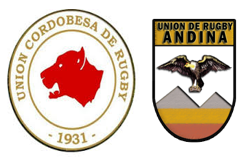 UNION CORDOBESA DE RUGBY
- 1931 -
UNION DE RUGBY
ANDINA